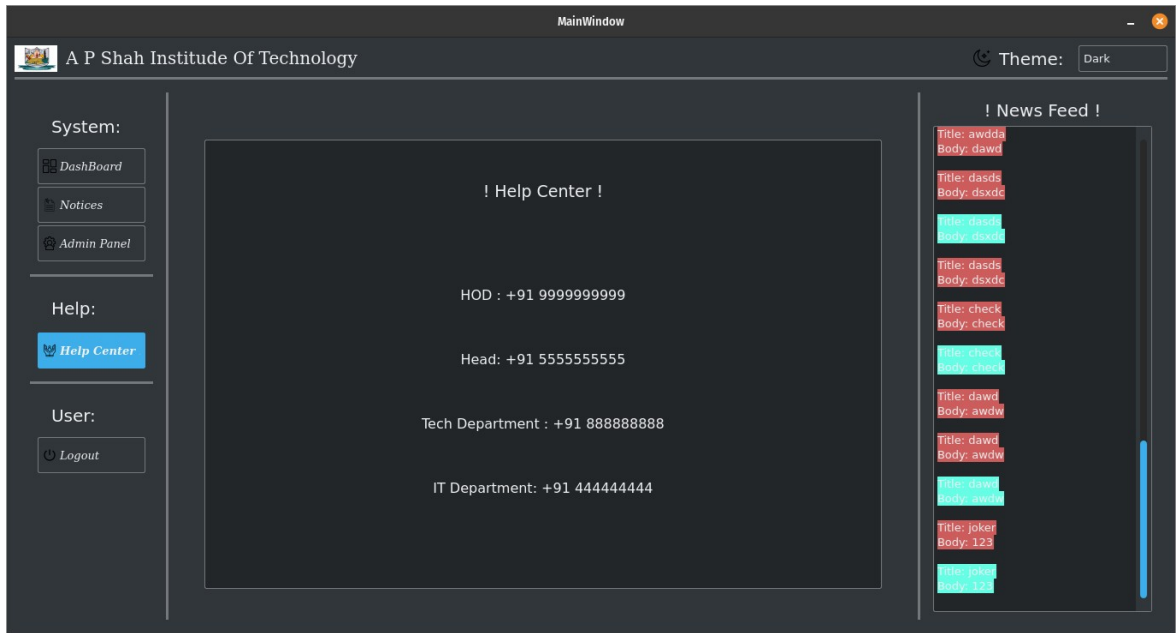 MainWindow
A P Shah Institute Of Technology
Theme:
Dark
System:
DashBoard
Notices
Admin Panel
Help:
Help Center
User:
Logout
! Help Center !
HOD : +91 9999999999
Head: +91 5555555555
Tech Department : +91 888888888
IT Department: +91 444444444
! News Feed !
Title: awdda
Body: dawd
Title: dasds
Body: dsxdc
Title: dasds
Body: dsxdc
Title: dasds
Body: dsxdc
Title: check
Body: check
Title: check
Body: check
Title: dawd
Body: awdw
Title: dawd
Body: awdw
Title: dawd
Body: awdw
Title: joker
Body: 123
Title: joker
Body: 123